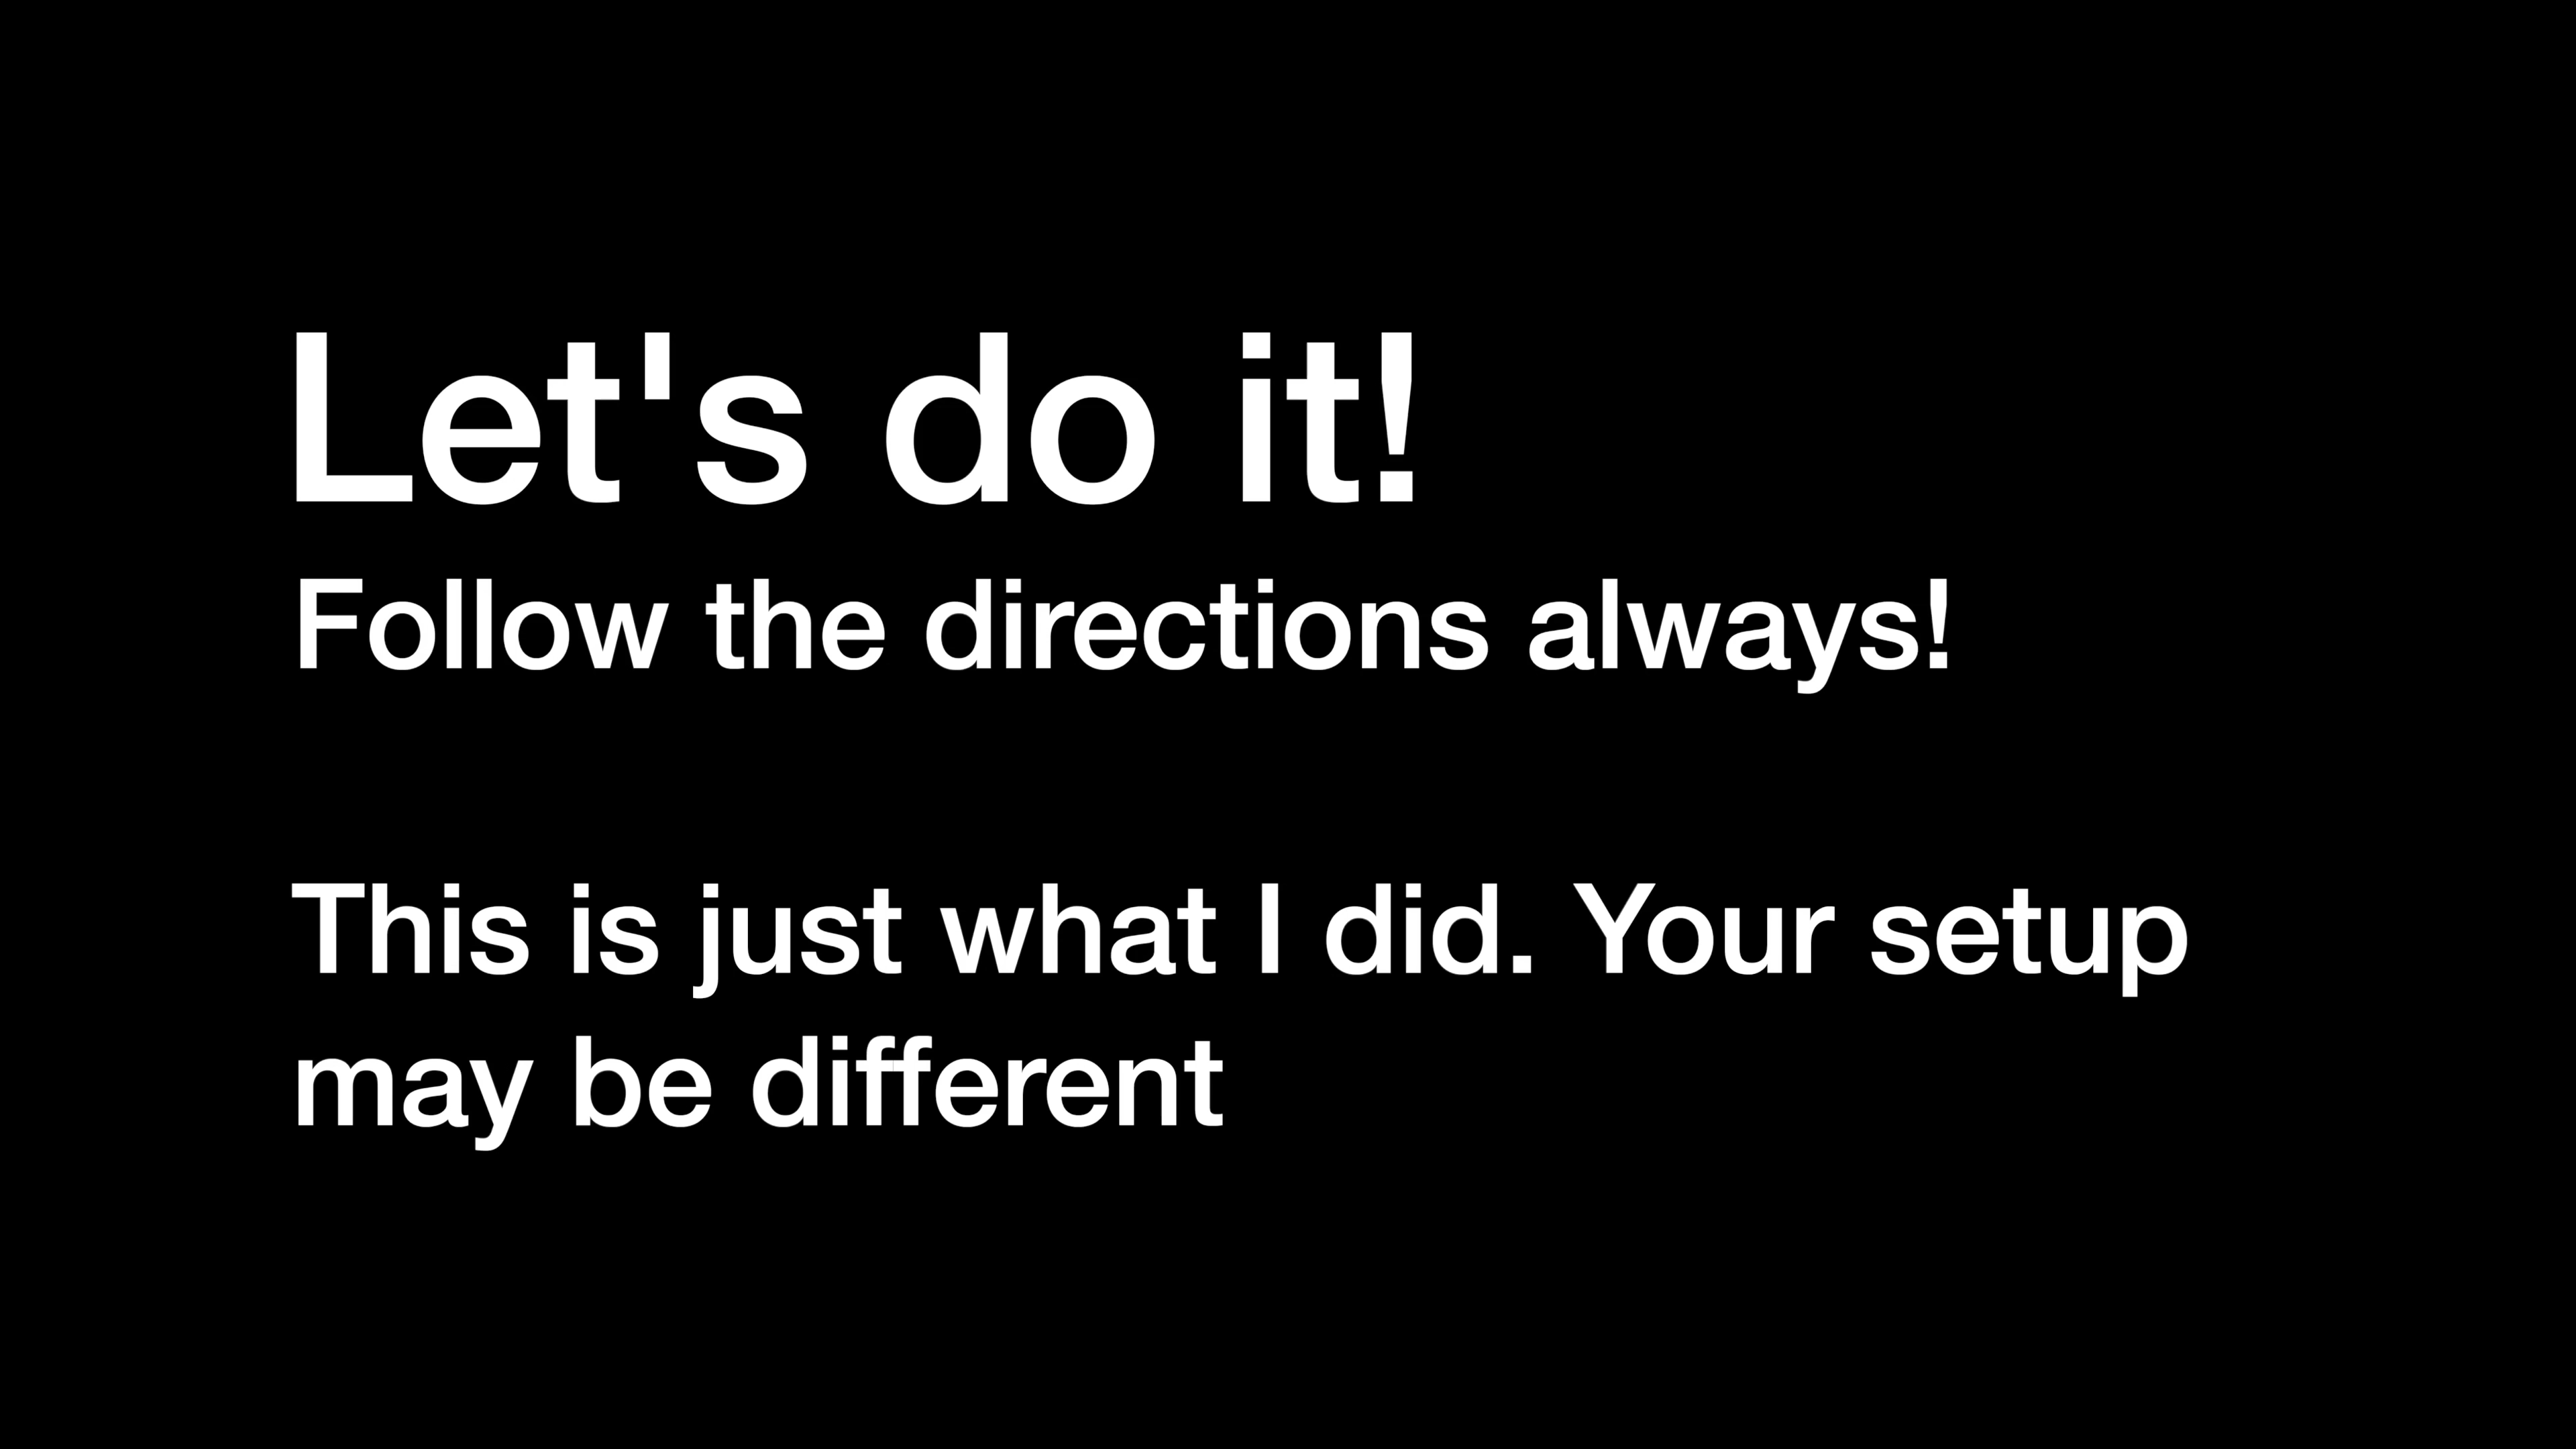 Let's do it!
Follow the directions always!
This is just what I did. Your setup
may be different